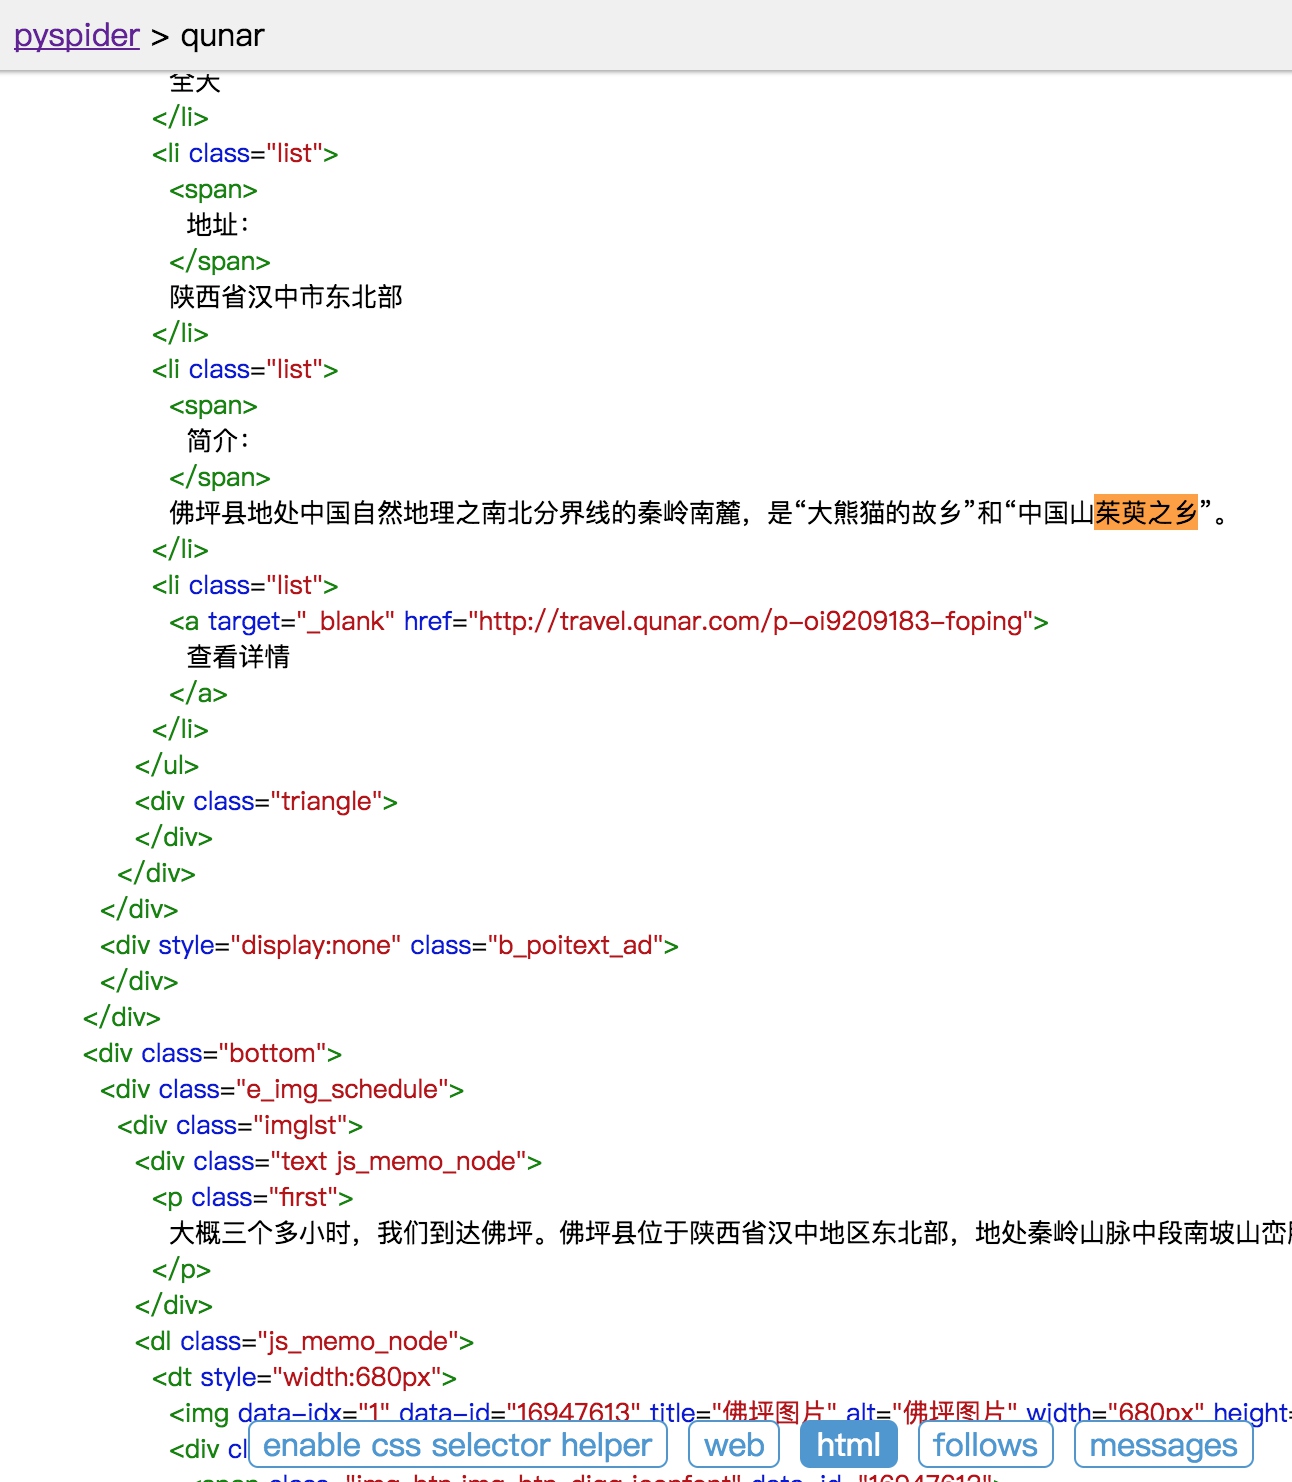 pyspider > qunar
全天
</li>
<li class="list">
<span>
地址：
</span>
陕西省汉中市东北部
</li>
<li class="list">
<span>
简介：
</span>
佛坪县地处中国自然地理之南北分界线的秦岭南麓，是“大熊猫的故乡”和“中国山茱萸之乡”。
</li>
<li class="list">
<a target="_blank" href="http://travel.qunar.com/p-oi9209183-foping">
查看详情
</a>
</li>
</ul>
<div class="triangle">
</div>
</div>
</div>
<div style="display:none" class="b_poitext_ad">
</div>
</div>
<div class="bottom">
<div class="e_img_schedule">
<div class="imglst">
<div class="text js_memo_node">
<p class="first">
大概三个多小时，我们到达佛坪。佛坪县位于陕西省汉中地区东北部，地处秦岭山脉中段南坡山峦
</p>
</div>
<dl class="js_memo_node">
<dt style="width:680px">
<img data-idx="1" data-id="16947613" title="佛坪图片" alt="佛坪图片" width="680px" height=
<div cl
enable css selector helper web html follows messages
<span class="img_btn img_btn_digg iconfont" data-id="16947613">